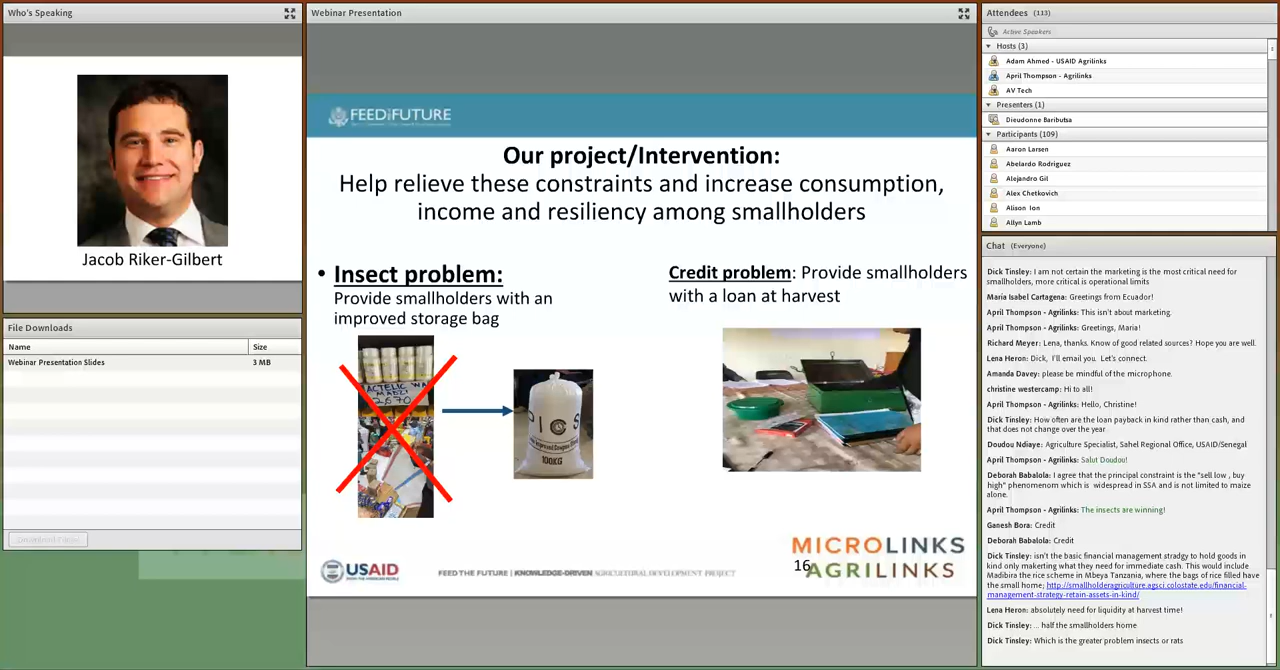 Who's Speaking
Jacob Riker-Gilbert
File Downloads
Name
Size
Webinar Presentation Slides
3 MB
Webinar Presentation
FEED THE FUTURE
Our project/Intervention:
Help relieve these constraints and increase consumption,
income and resiliency among smallholders
• Insect problem:
Provide smallholders with an
improved storage bag
Credit problem: Provide smallholders
with a loan at harvest
ACTELIC
PICS
100KG
USAID
FEED THE FUTURE | KNOWLEDGE-DRIVEN AGRICULTURAL DEVELOPMENT PROJECT
MICROLINKS
16
AGRILINKS
Attendees (113)
Active Speakers
Hosts (3)
Adam Ahmed - USAID Agrilinks
April Thompson - Agrilinks
AV Tech
Presenters (1)
Dieudonne Baributsa
Participants (109)
Aaron Larsen
Abelardo Rodriguez
Alejandro Gil
Alex Chetkovich
Alison Ion
Allyn Lamb
Chat (Everyone)
Dick Tinsley: I am not certain the marketing is the most critical need for
smallholders, more critical is operational limits
Maria Isabel Cartagena: Greetings from Ecuador!
April Thompson - Agrilinks: This isn't about marketing.
April Thompson - Agrilinks: Greetings, Maria!
Richard Meyer: Lena, thanks. Know of good related sources? Hope you are well.
Lena Heron: Dick, I'll email you. Let's connect.
Amanda Davey: please be mindful of the microphone.
christine westercamp: Hi to all!
April Thompson - Agrilinks: Hello, Christine!
Dick Tinsley: How often are the loan payback in kind rather than cash, and
that does not change over the year
Doudou Ndiaye: Agriculture Specialist, Sahel Regional Office, USAID/Senegal
April Thompson - Agrilinks: Salut Doudou!
Deborah Babalola: I agree that the principal constraint is the "sell low , buy
high" phenomenom which is widespread in SSA and is not limited to maize
alone.
April Thompson - Agrilinks: The insects are winning!
Ganesh Bora: Credit
Deborah Babalola: Credit
Dick Tinsley: isn't the basic financial management stradgy to hold goods in
kind only makerting what they need for immediate cash. This would include
Madibira the rice scheme in Mbeya Tanzania, where the bags of rice filled have
the small home; http://smallholderagriculture.agsci.colostate.edu/financial-
management-strategy-retain-assets-in-kind/
Lena Heron: absolutely need for liquidity at harvest time!
Dick Tinsley: ... half the smallholders home
Dick Tinsley: Which is the greater problem insects or rats